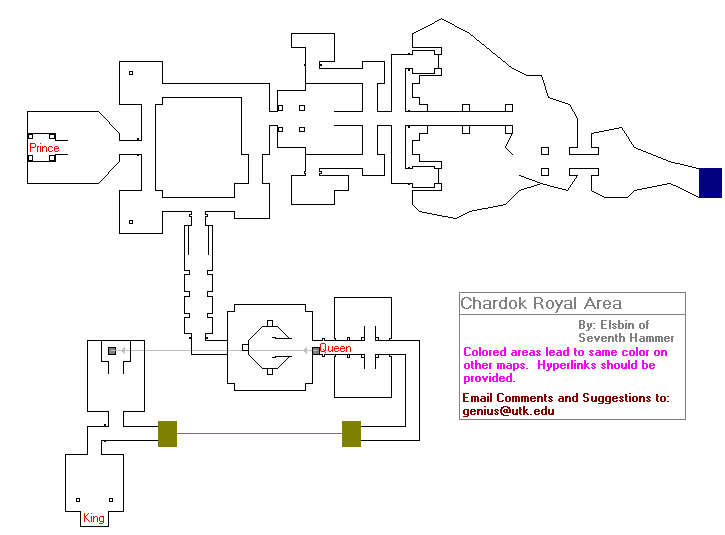 Prince
Chardok Royal Area
By: Elsbin of
Seventh Hammer
Queen
Colored areas lead to same color on
other maps.  Hyperlinks should be
provided.
Email Comments and Suggestions to:
genius@utk.edu
King